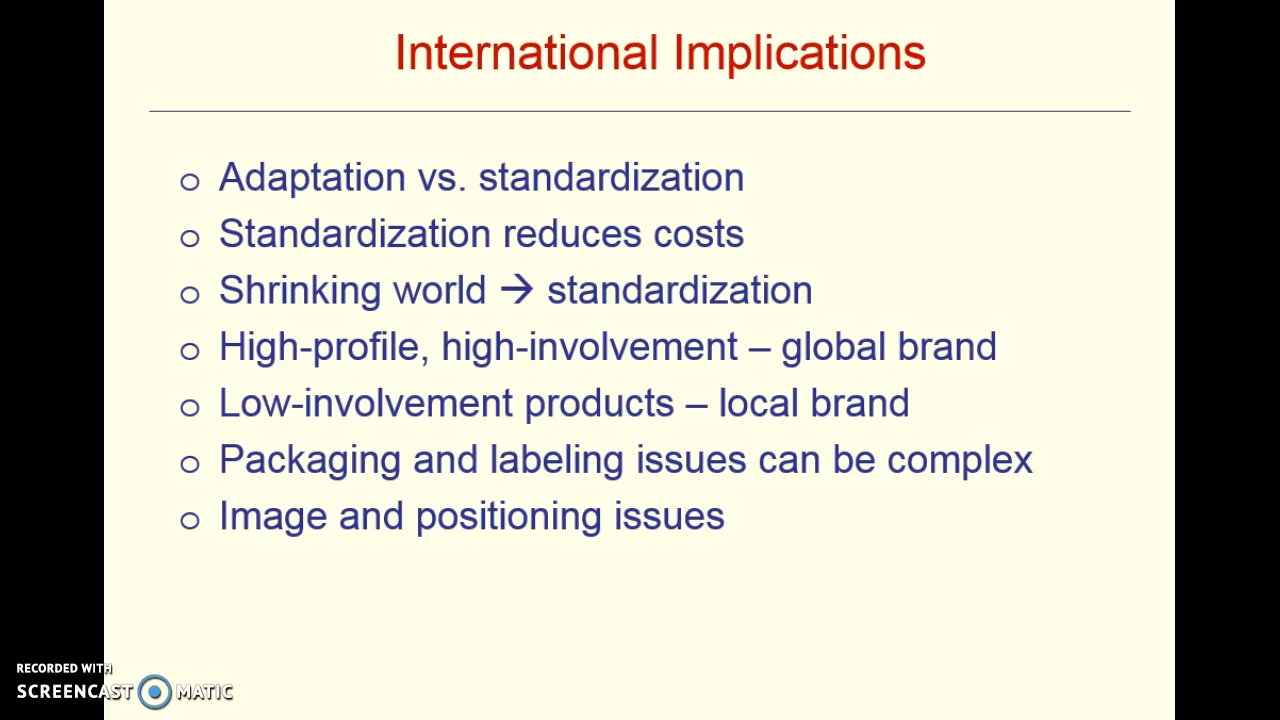 International Implications
o Adaptation vs. standardization
o Standardization reduces costs
o Shrinking world → standardization
o High-profile, high-involvement – global brand
o Low-involvement products – local brand
o Packaging and labeling issues can be complex
o Image and positioning issues
RECORDED WITH
SCREENCAST MATIC